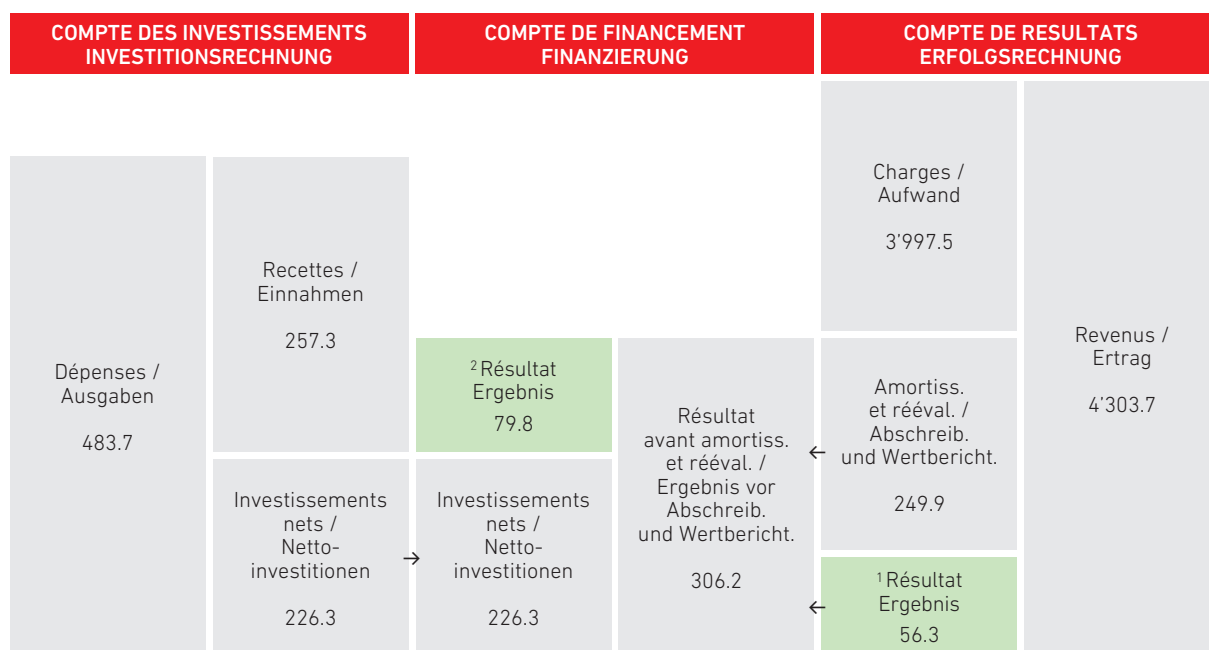 COMPTE DES INVESTISSEMENTS
INVESTITIONSRECHNUNG
COMPTE DE FINANCEMENT
FINANZIERUNG
COMPTE DE RESULTATS
ERFOLGSRECHNUNG
Dépenses /
Ausgaben
483.7
Recettes /
Einnahmen
257.3
Investissements
nets /
Netto-
investitionen
226.3
→
² Résultat
Ergebnis
79.8
Investissements
nets /
Netto-
investitionen
226.3
Résultat
avant amortiss.
et rééval. /
Ergebnis vor
Abschreib.
und Wertbericht.
306.2
Charges /
Aufwand
3’997.5
←
Amortiss.
et rééval. /
Abschreib.
und Wertbericht.
249.9
←
¹ Résultat
Ergebnis
56.3
Revenus /
Ertrag
4’303.7